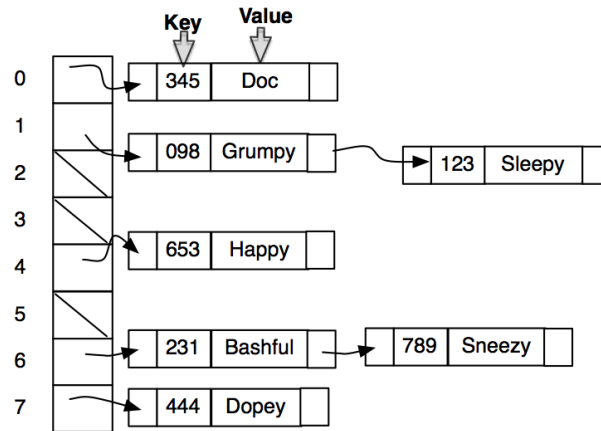 Key Value
0 345 Doc
1 098 Grumpy 123 Sleepy
2
3
4 653 Happy
5
6 231 Bashful 789 Sneezy
7 444 Dopey